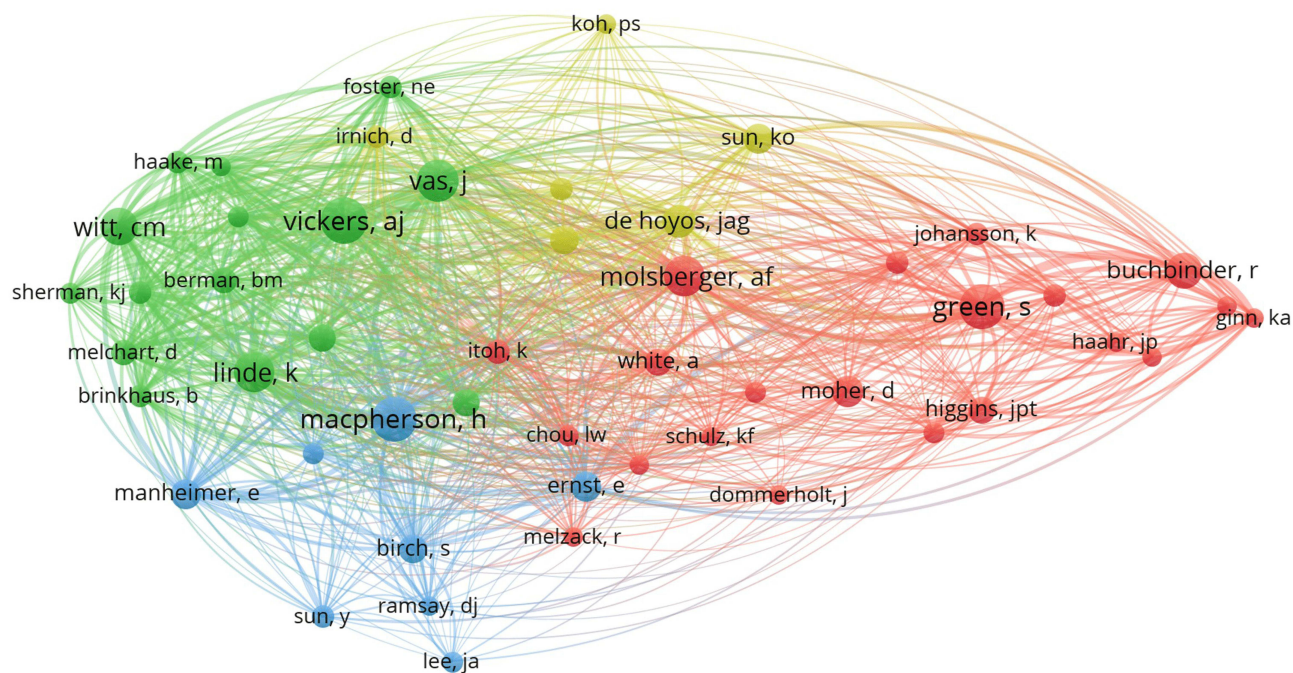 koh, ps
foster, ne
irnich, d
sun, ko
haake, m
vas, j
witt, cm
vickers, aj
de hoyos, jag
johansson, k
molsberger, af
buchbinder, r
sherman, kj
berman, bm
green, s
ginn, ka
melchart, d
itoh, k
haahr, jp
linde, k
white, a
brinkhaus, b
moher, d
macpherson, h
higgins, jpt
chou, lw
schulz, kf
manheimer, e
ernst, e
dommerholt, j
melzack, r
birch, s
ramsay, dj
sun, y
lee, ja